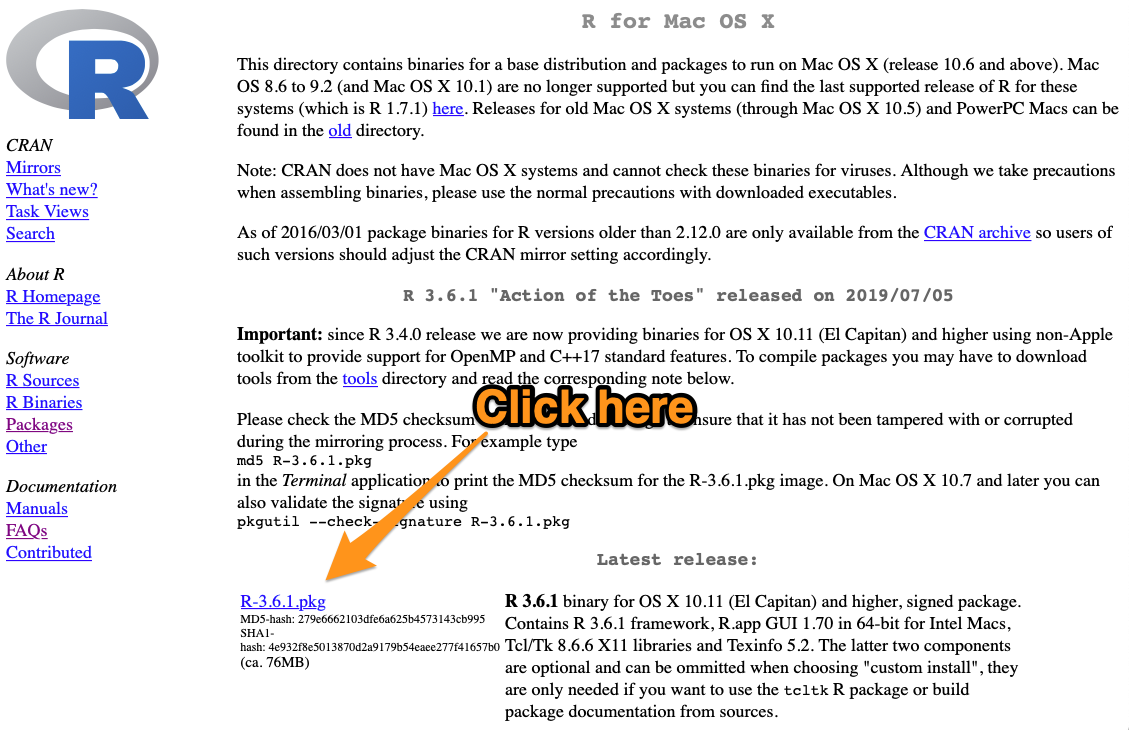 R
R for Mac OS X
This directory contains binaries for a base distribution and packages to run on Mac OS X (release 10.6 and above). Mac
OS 8.6 to 9.2 (and Mac OS X 10.1) are no longer supported but you can find the last supported release of R for these
systems (which is R 1.7.1) here. Releases for old Mac OS X systems (through Mac OS X 10.5) and PowerPC Macs can be
found in the old directory.
Note: CRAN does not have Mac OS X systems and cannot check these binaries for viruses. Although we take precautions
when assembling binaries, please use the normal precautions with downloaded executables.
As of 2016/03/01 package binaries for R versions older than 2.12.0 are only available from the CRAN archive so users of
such versions should adjust the CRAN mirror setting accordingly.
R 3.6.1 "Action of the Toes" released on 2019/07/05
Important: since R 3.4.0 release we are now providing binaries for OS X 10.11 (El Capitan) and higher using non-Apple
toolkit to provide support for OpenMP and C++17 standard features. To compile packages you may have to download
tools from the tools directory and read the corresponding note below.
Click here
Please check the MD5 checksum ensure that it has not been tampered with or corrupted
during the mirroring process. For example type
md5 R-3.6.1.pkg
in the Terminal application to print the MD5 checksum for the R-3.6.1.pkg image. On Mac OS X 10.7 and later you can
also validate the signature using
pkgutil --check-signature R-3.6.1.pkg
Latest release:
R-3.6.1.pkg
MD5-hash: 279e6662103dfe6a625b4573143cb995
SHA1-
hash: 4e932f8e5013870d2a9179b54eaee277f41657b0
(ca. 76MB)
R 3.6.1 binary for OS X 10.11 (El Capitan) and higher, signed package.
Contains R 3.6.1 framework, R.app GUI 1.70 in 64-bit for Intel Macs,
Tcl/Tk 8.6.6 X11 libraries and Texinfo 5.2. The latter two components
are optional and can be ommitted when choosing "custom install", they
are only needed if you want to use the tcltk R package or build
package documentation from sources.
CRAN
Mirrors
What's new?
Task Views
Search
About R
R Homepage
The R Journal
Software
R Sources
R Binaries
Packages
Other
Documentation
Manuals
FAQs
Contributed